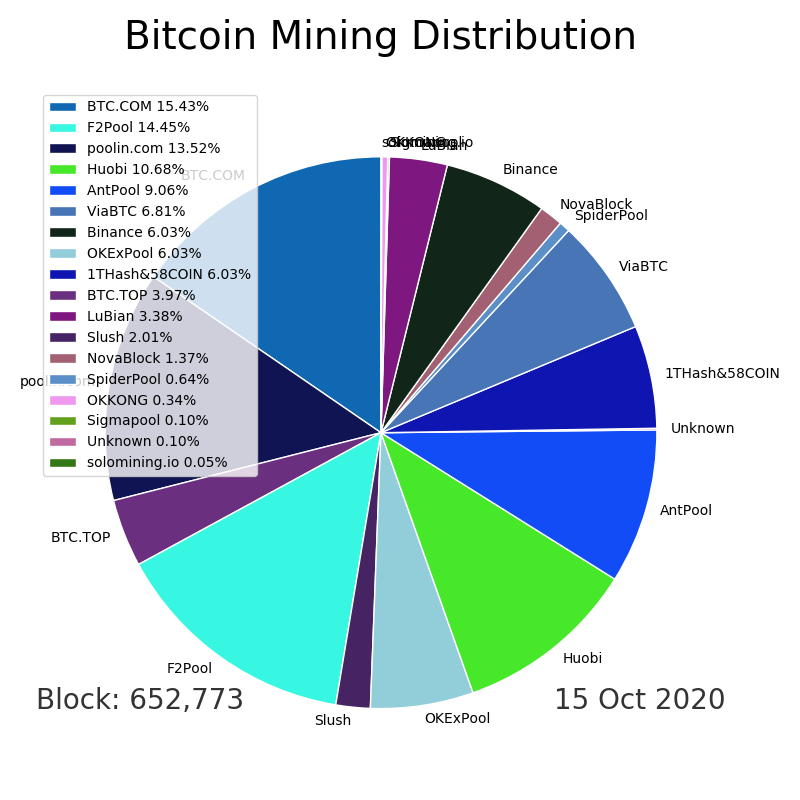 Bitcoin Mining Distribution
BTC.COM 15.43%
F2Pool 14.45%
poolin.com 13.52%
Huobi 10.68%
AntPool 9.06%
ViaBTC 6.81%
Binance 6.03%
OKExPool 6.03%
1THash&58COIN 6.03%
BTC.TOP 3.97%
LuBian 3.38%
Slush 2.01%
NovaBlock 1.37%
SpiderPool 0.64%
OKKONG 0.34%
Sigmapool 0.10%
Unknown 0.10%
solomining.io 0.05%
LuBian
Binance
NovaBlock
SpiderPool
BTC.COM
ViaBTC
1THash&58COIN
poolin.com
Unknown
AntPool
BTC.TOP
Huobi
F2Pool
OKExPool
Slush
Block: 652,773
15 Oct 2020